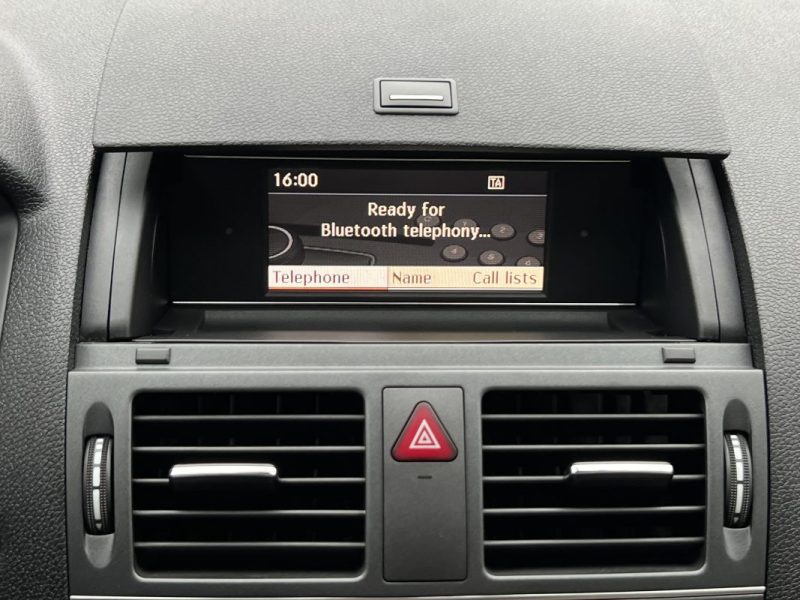 16:00 TA
Ready for
Bluetooth telephony...
Telephone Name Call lists